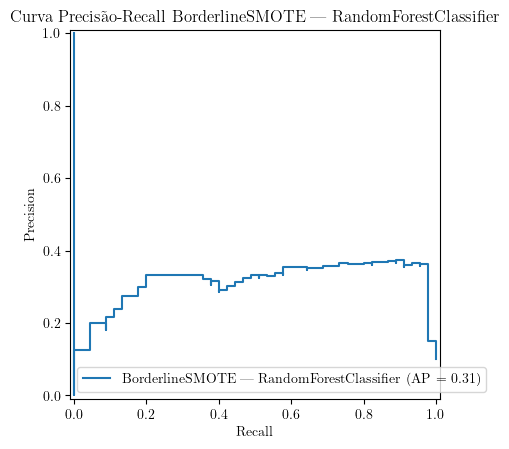 Curva Precisão-Recall BorderlineSMOTE — RandomForestClassifier
1.0
0.8
0.6
0.4
0.2
0.0
Precision
BorderlineSMOTE — RandomForestClassifier (AP = 0.31)
0.0 0.2 0.4 0.6 0.8 1.0
Recall